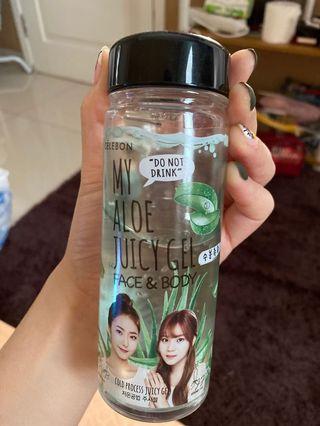 CELEBON
MY
"DO NOT
DRINK"
ALOE
JUICY GEL
FACE & BODY
COLD PROCESS JUICY GEL